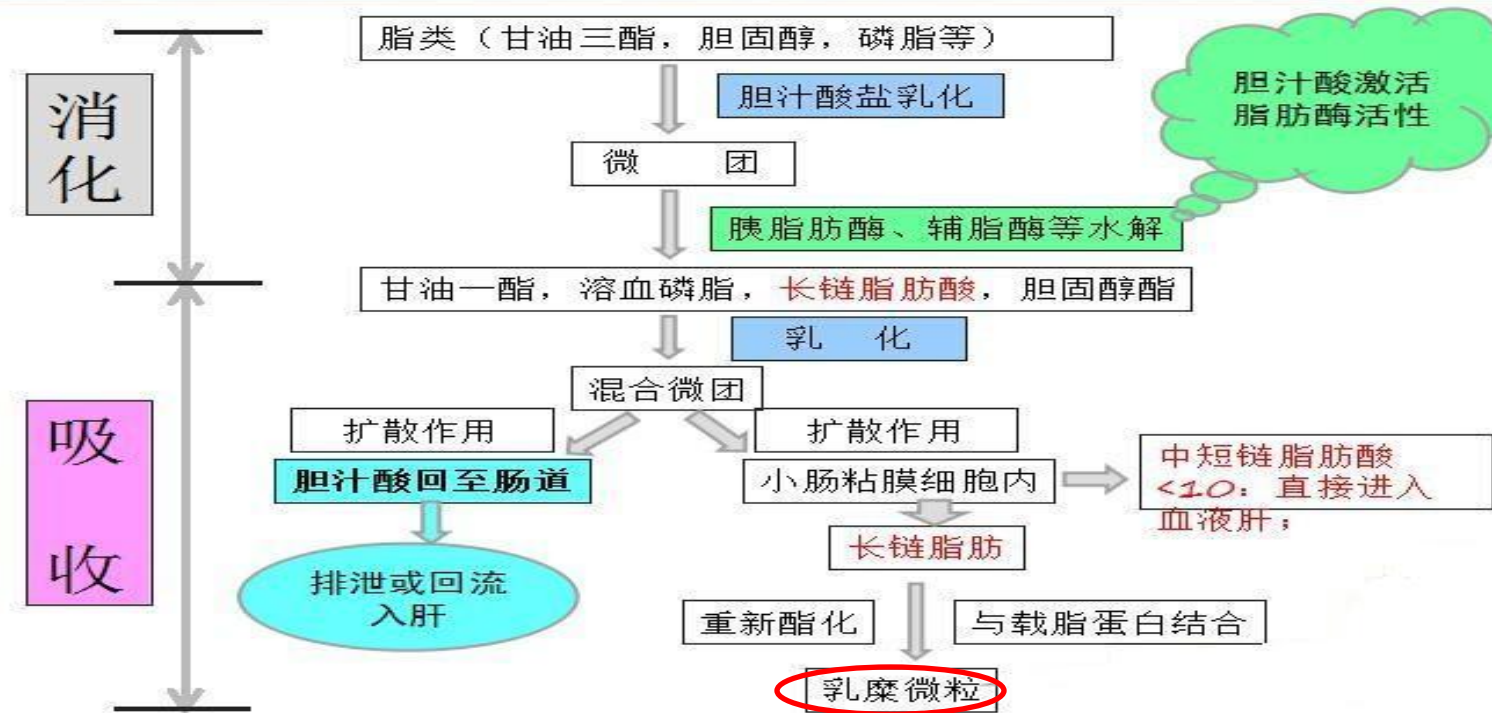 脂类（甘油三酯，胆固醇，磷脂等）
胆汁酸激活
脂肪酶活性
消
化
胆汁酸盐乳化
微 团
胰脂肪酶、辅脂酶等水解
甘油一酯，溶血磷脂，长链脂肪酸，胆固醇酯
乳 化
混合微团
吸
收
扩散作用
扩散作用
胆汁酸回至肠道
小肠粘膜细胞内
中短链脂肪酸
<10：直接进入
血液肝；
长链脂肪
排泄或回流
入肝
重新酯化
与载脂蛋白结合
乳糜微粒